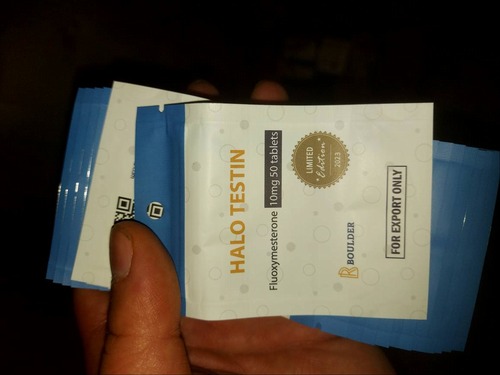 HALO TESTIN
Fluoxymesterone 10mg 50 tablets
LIMITED
Edition
2023
BOULDER
FOR EXPORT ONLY